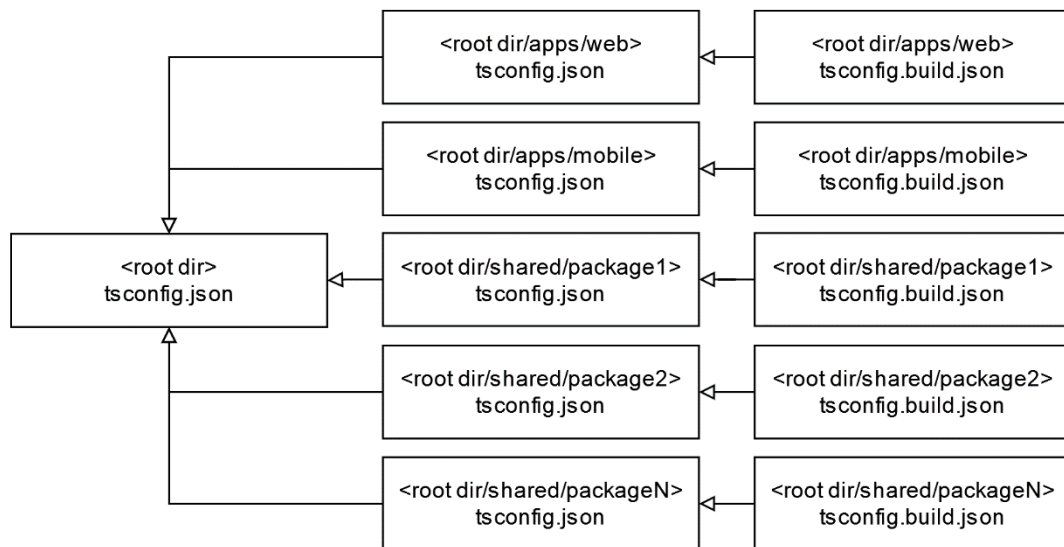 <root dir/apps/web>
tsconfig.json
<root dir/apps/web>
tsconfig.build.json
<root dir/apps/mobile>
tsconfig.json
<root dir/apps/mobile>
tsconfig.build.json
<root dir>
tsconfig.json
<root dir/shared/package1>
tsconfig.json
<root dir/shared/package1>
tsconfig.build.json
<root dir/shared/package2>
tsconfig.json
<root dir/shared/package2>
tsconfig.build.json
<root dir/shared/packageN>
tsconfig.json
<root dir/shared/packageN>
tsconfig.build.json